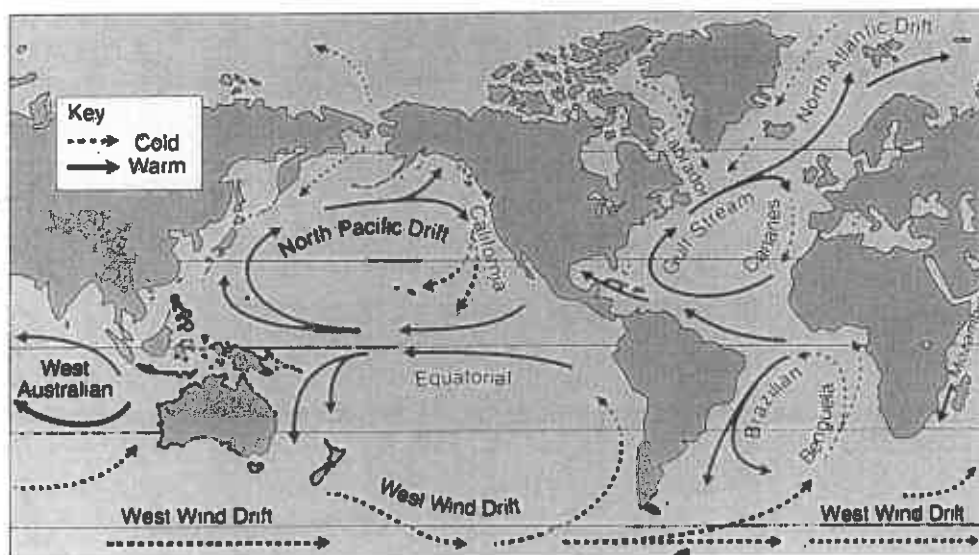 Key
Cold
Warm
North Pacific Drift
California
Labrador
North Atlantic Drift
Gulf Stream
Canaries
West
Australian
Equatorial
Brazilian
Benguela
West Wind Drift
West Wind Drift
West Wind Drift